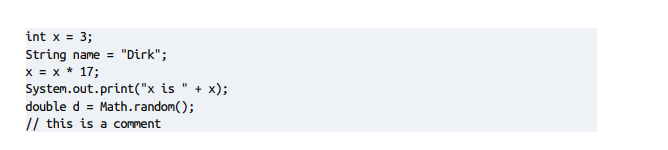 int x = 3;
String name = "Dirk";
x = x * 17;
System.out.print("x is " + x);
double d = Math.random();
// this is a comment